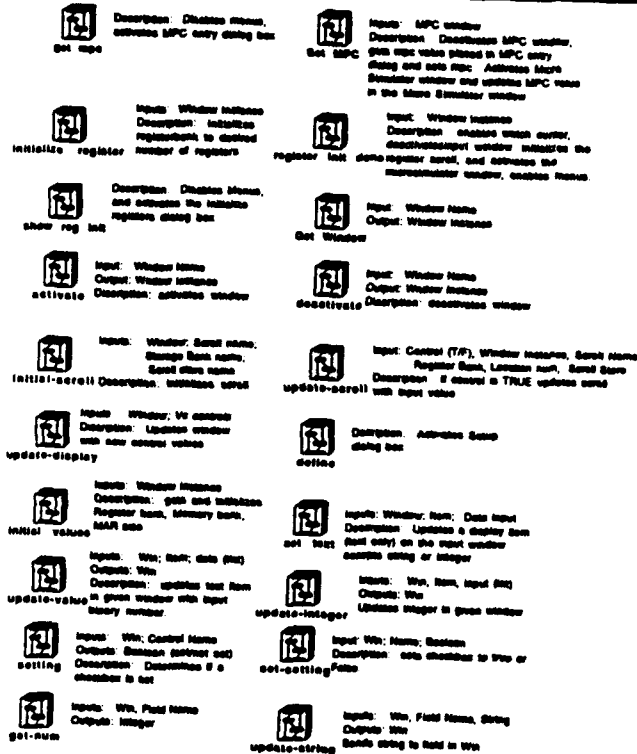 Description: Disables menus,
activates MPC entry dialog box
get mpc
Inputs: MPC window
Description: Deactivates MPC window,
gets mpc value placed in MPC entry
dialog and sets mpc. Activates Micro
Simulator window and updates MPC value
in the Micro Simulator window
Set MPC
Inputs: Window Instance
Description: Initializes
registerbank to desired
number of registers
initialize register
Input: Window Instance
Description: enables watch cursor,
deactivates input window initializes the
register scroll, and activates the
microsimulator window, enables menus.
register init done
Description: Disables Menus,
and activates the initialize
registers dialog box
show reg init
Input: Window Name
Output: Window Instance
Get Window
Input: Window Name
Output: Window Instance
Description: activates window
activate
Input: Window Name
Output: Window Instance
Description: deactivates window
deactivate
Inputs: Window; Scroll name;
Storage Bank name;
Scroll store name
Description: initializes scroll
initial-scroll
Input: Control (T/F), Window Instance, Scroll Name
Register Bank, Location num, Scroll Store
Description: if control is TRUE updates scroll
with input value
update-scroll
Inputs: Window; Vs controls
Description: Updates window
with new control values
update-display
Description: Activates Setup
dialog box
define
Inputs: Window Instance
Description: gets and initializes
Register bank, Memory bank,
MAR size
initial values
Inputs: Window; Item; Data Input
Description: Updates a display item
(text only) on the input window
accepts string or integer
set text
Inputs: Win; Item; data (int)
Outputs: Win
Description: updates text item
in given window with input
binary number.
update-value
Inputs: Win, Item, Input (int)
Outputs: Win
Updates integer in given window
update-integer
Inputs: Win; Control Name
Outputs: Boolean (set/not set)
Description: Determines if a
checkbox is set
setting
Input: Win; Name; Boolean
Description: sets checkbox to true or
False
set-setting
Inputs: Win, Field Name
Outputs: Integer
get-num
Inputs: Win, Field Name, String
Outputs: Win
Sends string to field in Win
update-string